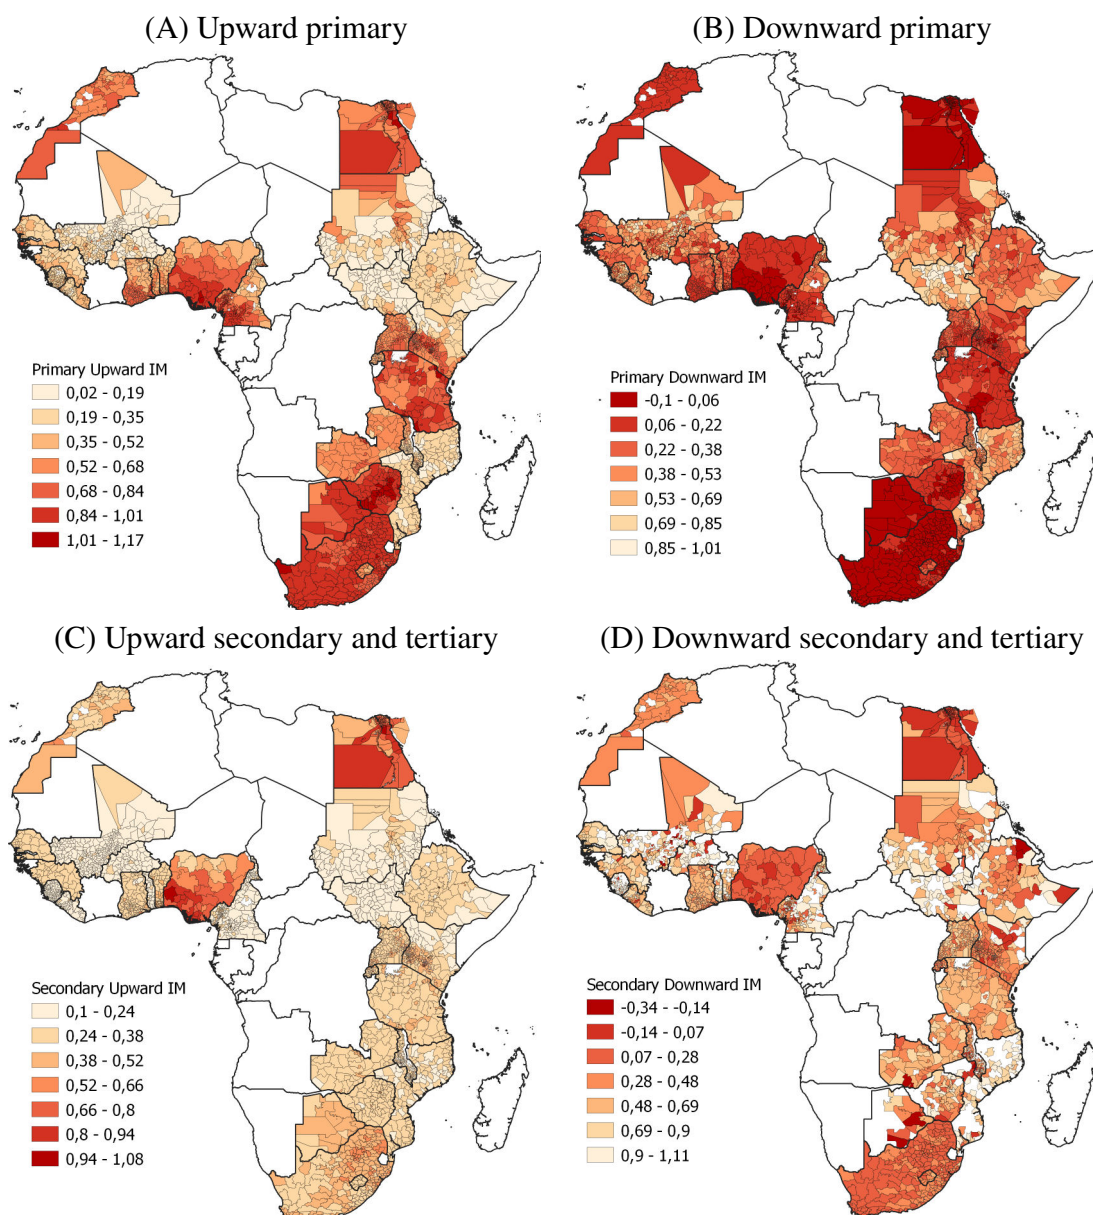 (A) Upward primary
(B) Downward primary
Primary Upward IM
0,02 - 0,19
0,19 - 0,35
0,35 - 0,52
0,52 - 0,68
0,68 - 0,84
0,84 - 1,01
1,01 - 1,17
Primary Downward IM
-0,1 - 0,06
0,06 - 0,22
0,22 - 0,38
0,38 - 0,53
0,53 - 0,69
0,69 - 0,85
0,85 - 1,01
(C) Upward secondary and tertiary
(D) Downward secondary and tertiary
Secondary Upward IM
0,1 - 0,24
0,24 - 0,38
0,38 - 0,52
0,52 - 0,66
0,66 - 0,8
0,8 - 0,94
0,94 - 1,08
Secondary Downward IM
-0,34 - -0,14
-0,14 - 0,07
0,07 - 0,28
0,28 - 0,48
0,48 - 0,69
0,69 - 0,9
0,9 - 1,11